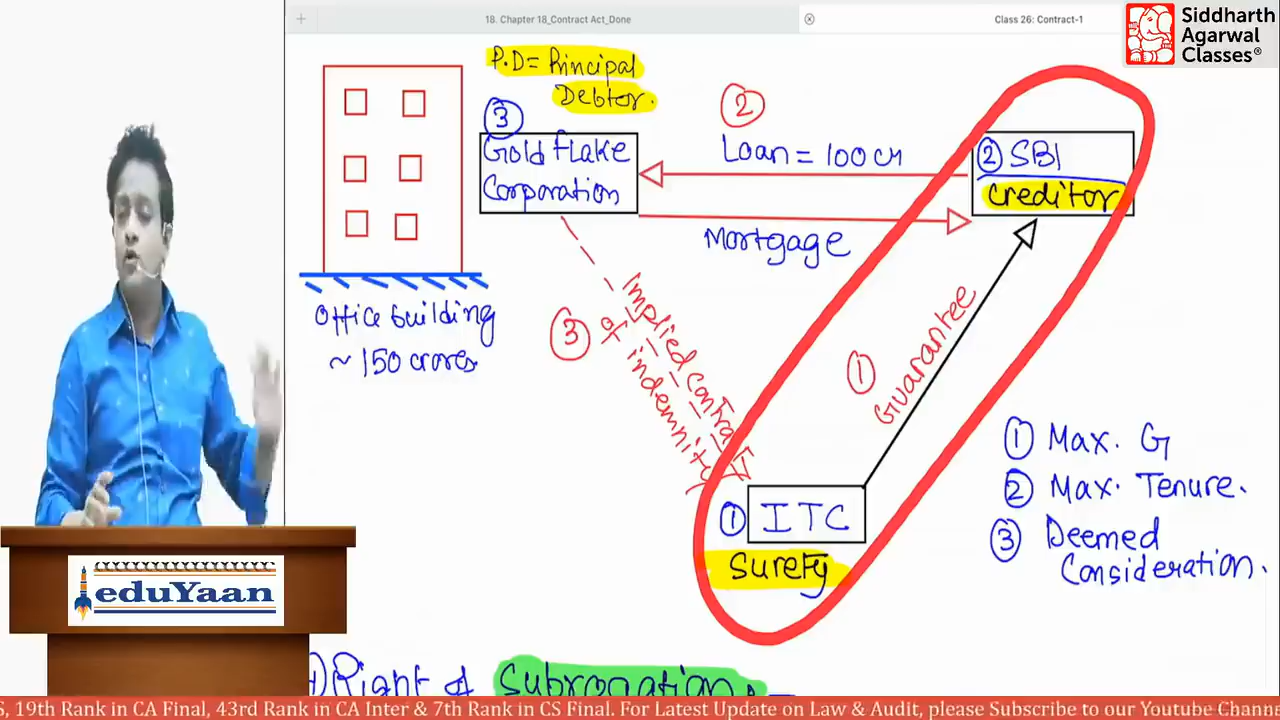 18. Chapter 18_Contract Act_Done
Class 26: Contract-1
Siddharth
Agarwal
Classes®
P.D = Principal
Debtor.
③
Gold Flake
Corporation
②
Loan = 100 cr
Mortgage
② SBI
Creditor
Office building
~ 150 crores
③ Implied contract
of indemnity
① Guarantee
① ITC
Surety
① Max. G
② Max. Tenure.
③ Deemed
Consideration.
eduYaan
Right of Subrogation
S, 19th Rank in CA Final, 43rd Rank in CA Inter & 7th Rank in CS Final. For Latest Update on Law & Audit, please Subscribe to our Youtube Chann